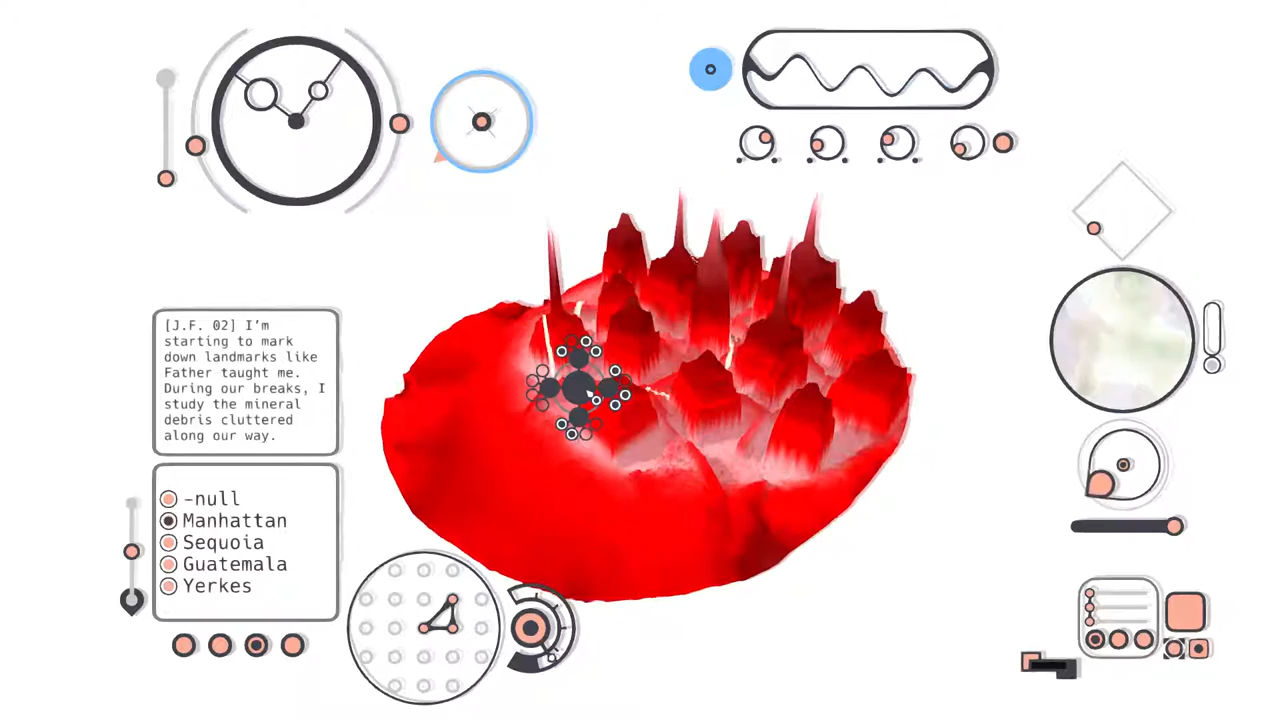 [J.F. 02] I'm
starting to mark
down landmarks like
Father taught me.
During our breaks, I
study the mineral
debris cluttered
along our way.
-null
Manhattan
Sequoia
Guatemala
Yerkes